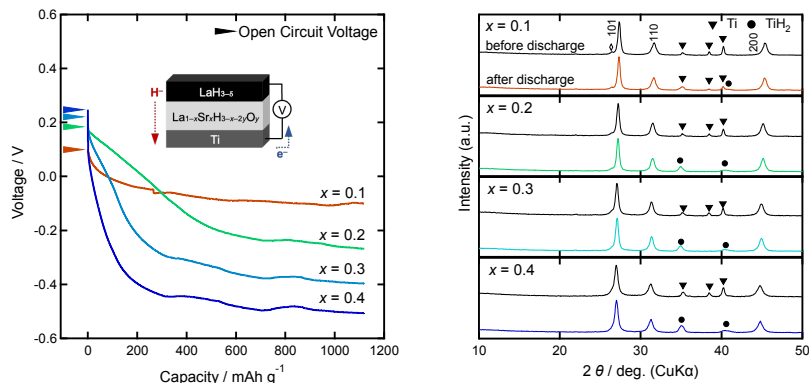 Open Circuit Voltage
0.6
0.4
0.2
0.0
-0.2
-0.4
-0.6
Voltage / V
LaH3–δ
H–
La1–xSrxH3–x–2yOy
V
Ti
e–
x = 0.1
x = 0.2
x = 0.3
x = 0.4
0 200 400 600 800 1000 1200
Capacity / mAh g-1
Intensity (a.u.)
x = 0.1
101
110
Ti
TiH2
200
before discharge
after discharge
x = 0.2
x = 0.3
x = 0.4
10 20 30 40 50
2 θ / deg. (CuKα)